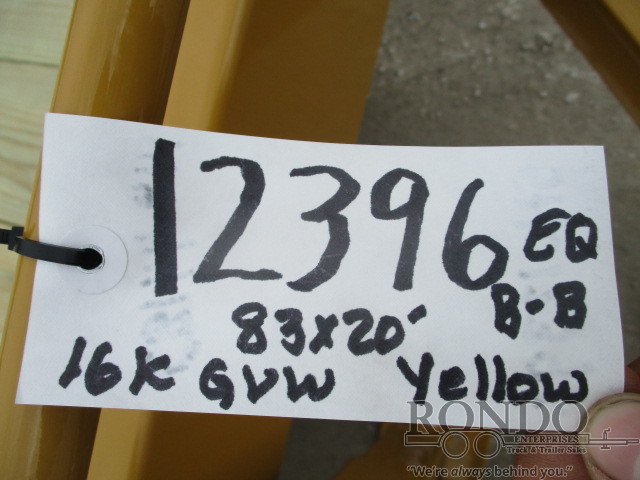 12396 EQ
B-B
83x20'
16K GVW Yellow
RONDO
ENTERPRISES
Truck & Trailer Sales
"We're always behind you."